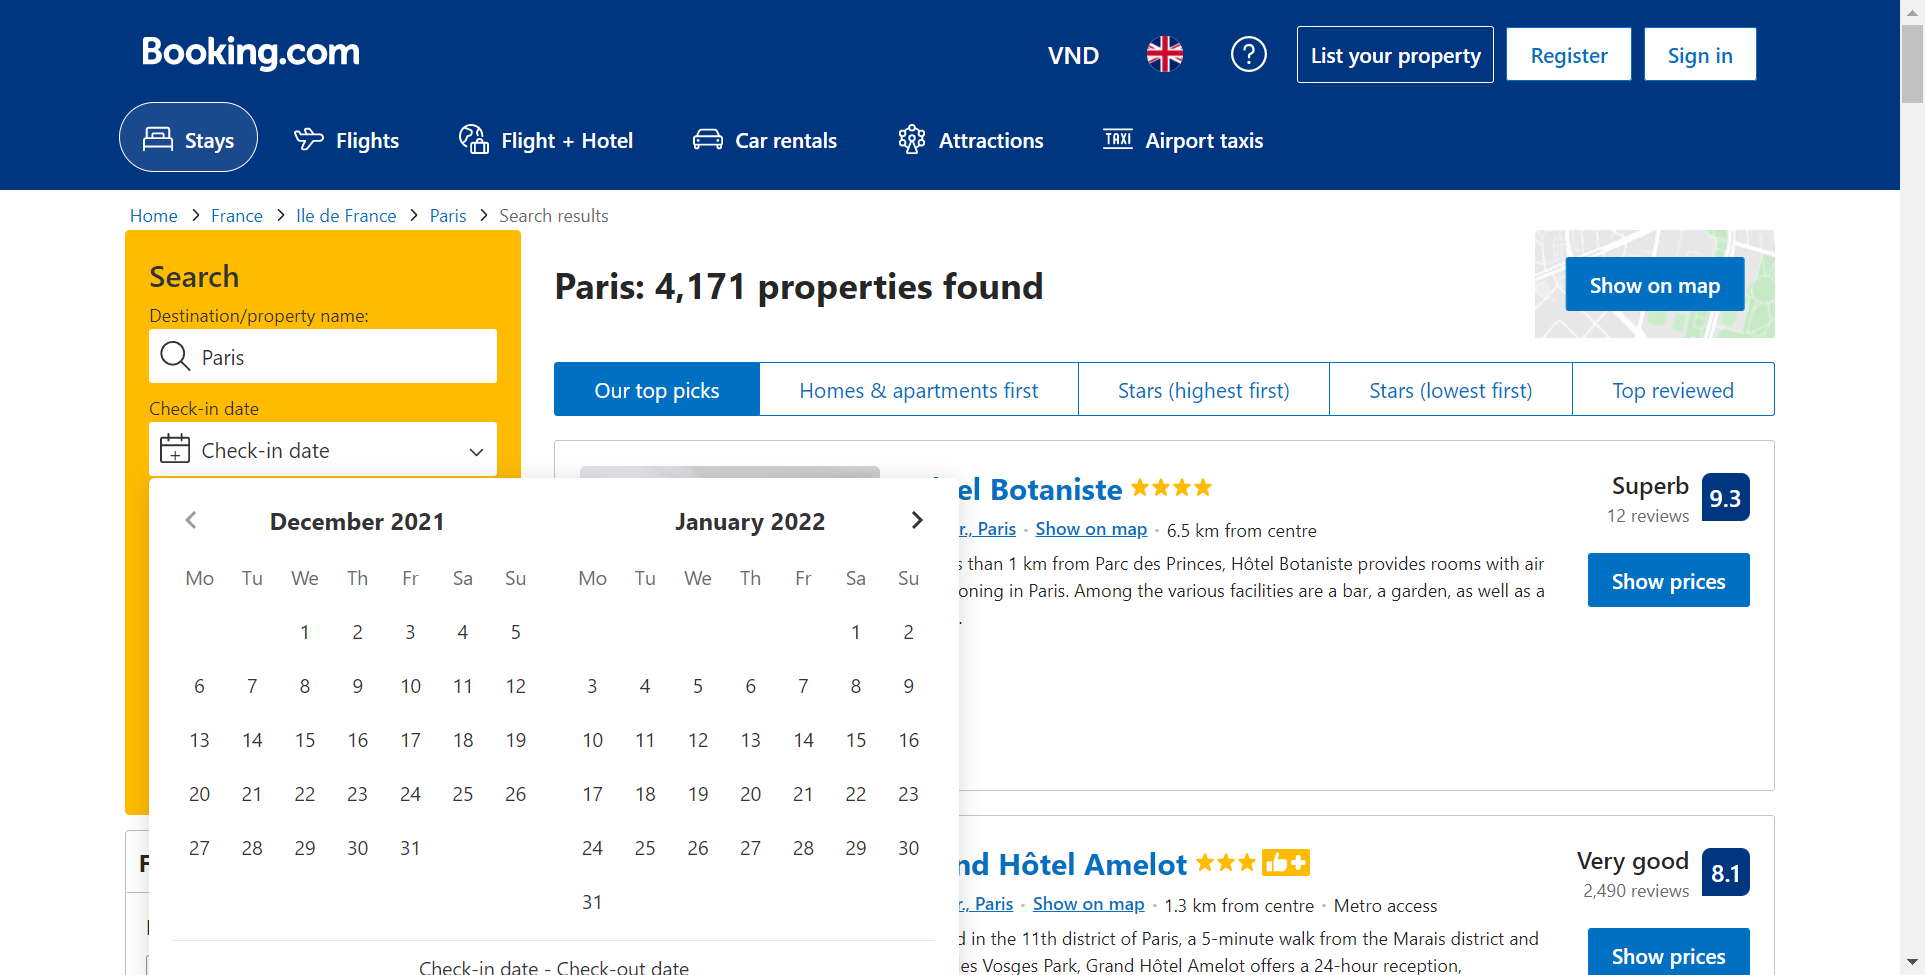 Booking.com
VND
List your property
Register
Sign in
Stays
Flights
Flight + Hotel
Car rentals
Attractions
TAXI Airport taxis
Home > France > Ile de France > Paris > Search results
Search
Destination/property name:
Paris
Check-in date
Check-in date
December 2021
Mo Tu We Th Fr Sa Su
1 2 3 4 5
6 7 8 9 10 11 12
13 14 15 16 17 18 19
20 21 22 23 24 25 26
27 28 29 30 31
January 2022
Mo Tu We Th Fr Sa Su
1 2
3 4 5 6 7 8 9
10 11 12 13 14 15 16
17 18 19 20 21 22 23
24 25 26 27 28 29 30
31
Check-in date - Check-out date
Paris: 4,171 properties found
Show on map
Our top picks
Homes & apartments first
Stars (highest first)
Stars (lowest first)
Top reviewed
el Botaniste
r., Paris · Show on map · 6.5 km from centre
s than 1 km from Parc des Princes, Hôtel Botaniste provides rooms with air
oning in Paris. Among the various facilities are a bar, a garden, as well as a
Superb 9.3
12 reviews
Show prices
nd Hôtel Amelot
r., Paris · Show on map · 1.3 km from centre · Metro access
d in the 11th district of Paris, a 5-minute walk from the Marais district and
es Vosges Park, Grand Hôtel Amelot offers a 24-hour reception,
Very good 8.1
2,490 reviews
Show prices